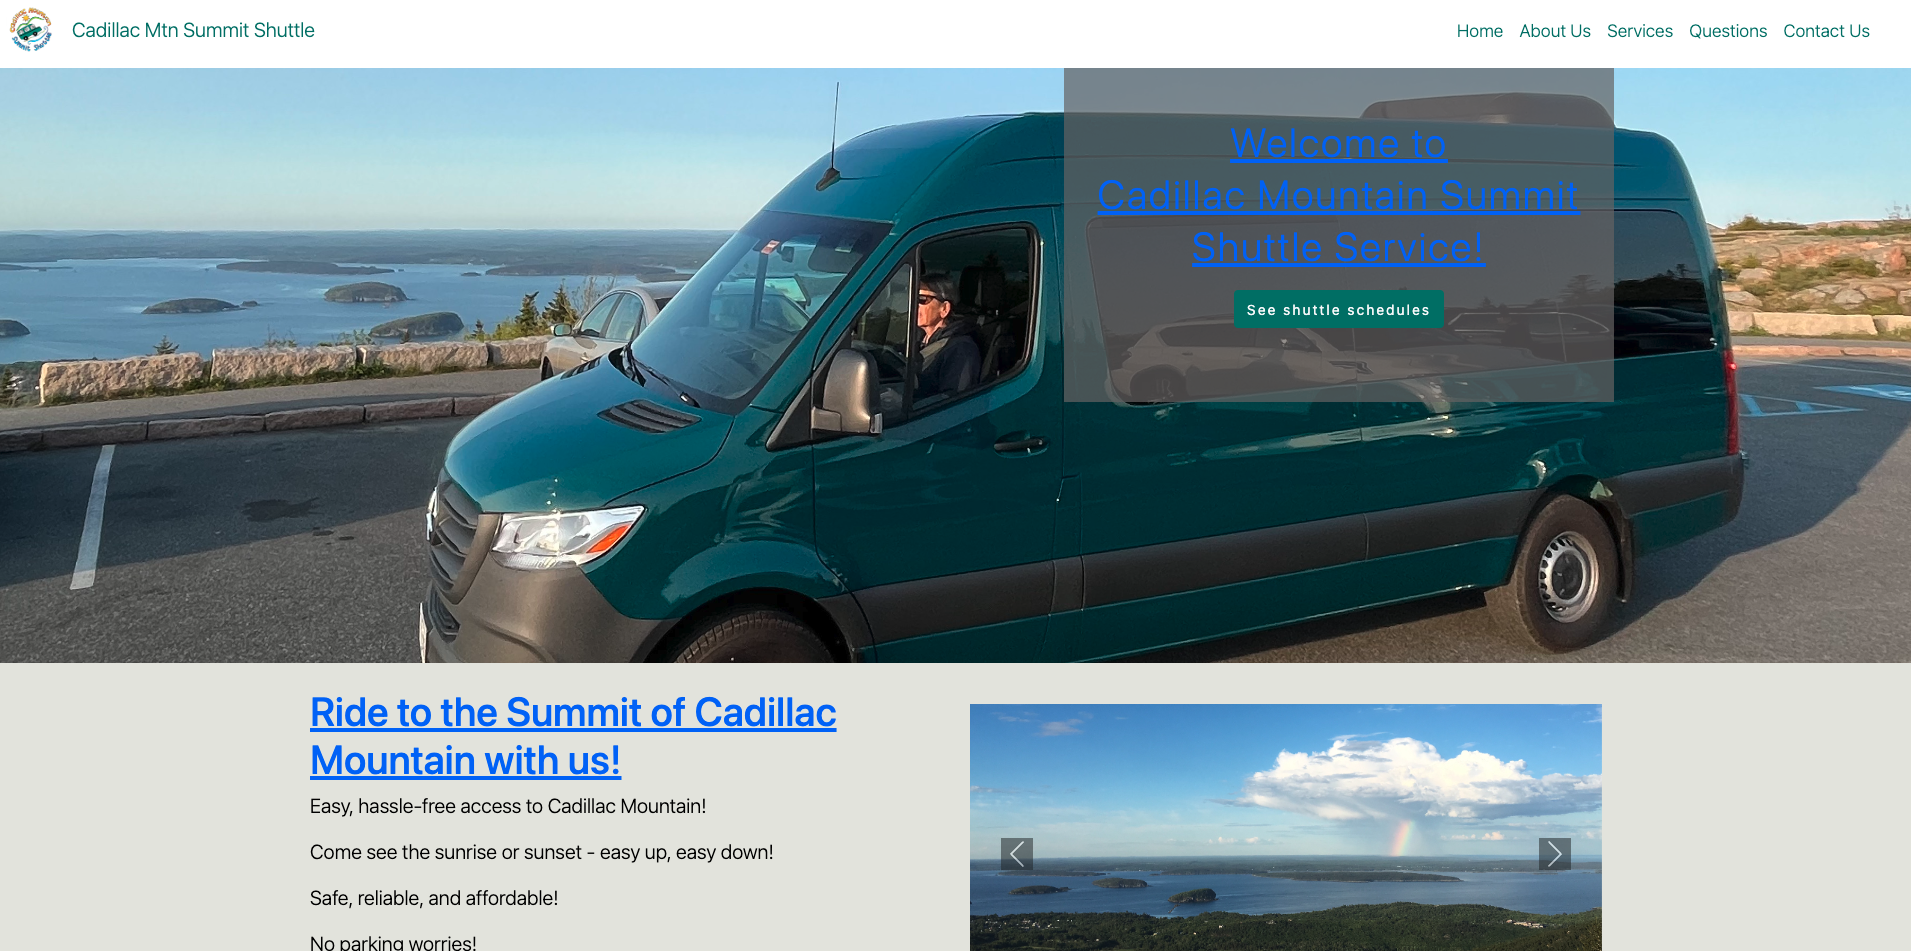 Cadillac Mtn Summit Shuttle
Home About Us Services Questions Contact Us
Welcome to
Cadillac Mountain Summit
Shuttle Service!
See shuttle schedules
Ride to the Summit of Cadillac
Mountain with us!
Easy, hassle-free access to Cadillac Mountain!
Come see the sunrise or sunset - easy up, easy down!
Safe, reliable, and affordable!
No parking worries!